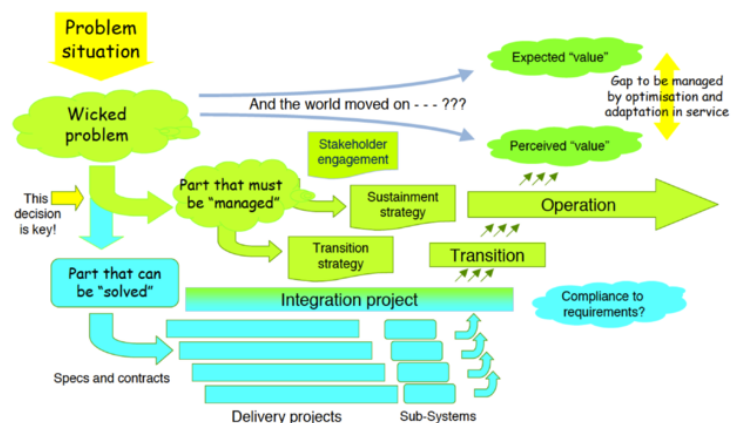 Problem
situation
Wicked
problem
And the world moved on - - - ???
Expected "value"
Perceived "value"
Gap to be managed
by optimisation and
adaptation in service
Stakeholder
engagement
This
decision
is key!
Part that must
be "managed"
Sustainment
strategy
Operation
Transition
strategy
Transition
Part that can
be "solved"
Integration project
Compliance to
requirements?
Specs and contracts
Delivery projects
Sub-Systems